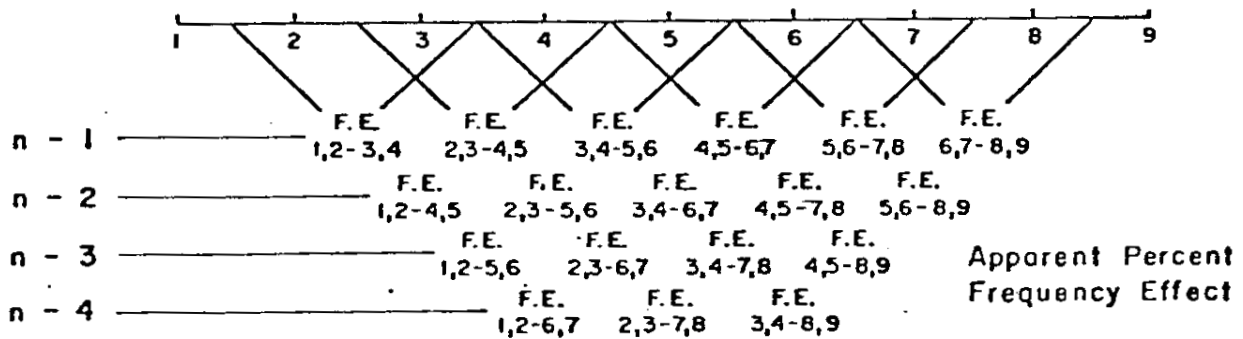 1 2 3 4 5 6 7 8 9
F.E. F.E. F.E. F.E. F.E. F.E.
n - 1 1,2-3,4 2,3-4,5 3,4-5,6 4,5-6,7 5,6-7,8 6,7-8,9
F.E. F.E. F.E. F.E. F.E.
n - 2 1,2-4,5 2,3-5,6 3,4-6,7 4,5-7,8 5,6-8,9
F.E. F.E. F.E. F.E.
n - 3 1,2-5,6 2,3-6,7 3,4-7,8 4,5-8,9 Apparent Percent
F.E. F.E. F.E. Frequency Effect
n - 4 1,2-6,7 2,3-7,8 3,4-8,9